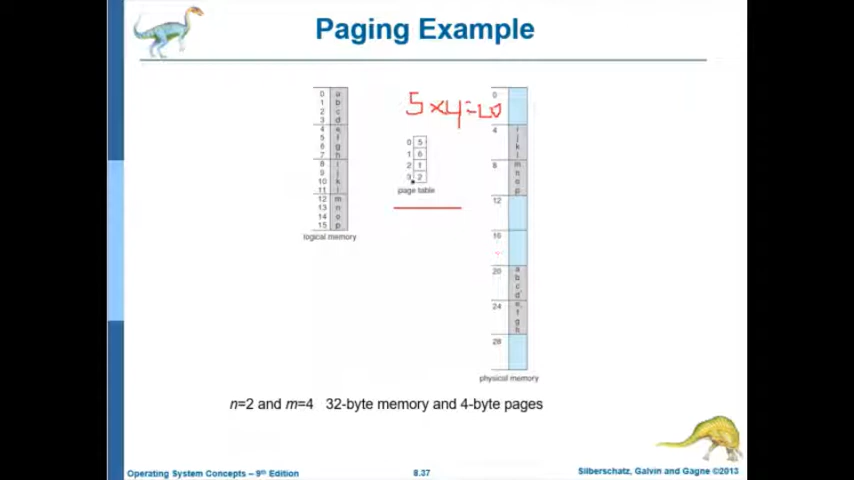 Paging Example
0 a
1 b
2 c
3 d
4 e
5 f
6 g
7 h
8 i
9 j
10 k
11 l
12 m
13 n
14 o
15 p
logical memory
5×4=20
0 5
1 6
2 1
3 2
page table
0
4 i
j
k
l
8 m
n
o
p
12
16
20 a
b
c
d
24 e
f
g
h
28
physical memory
n=2 and m=4 32-byte memory and 4-byte pages
Operating System Concepts – 9th Edition
8.37
Silberschatz, Galvin and Gagne ©2013